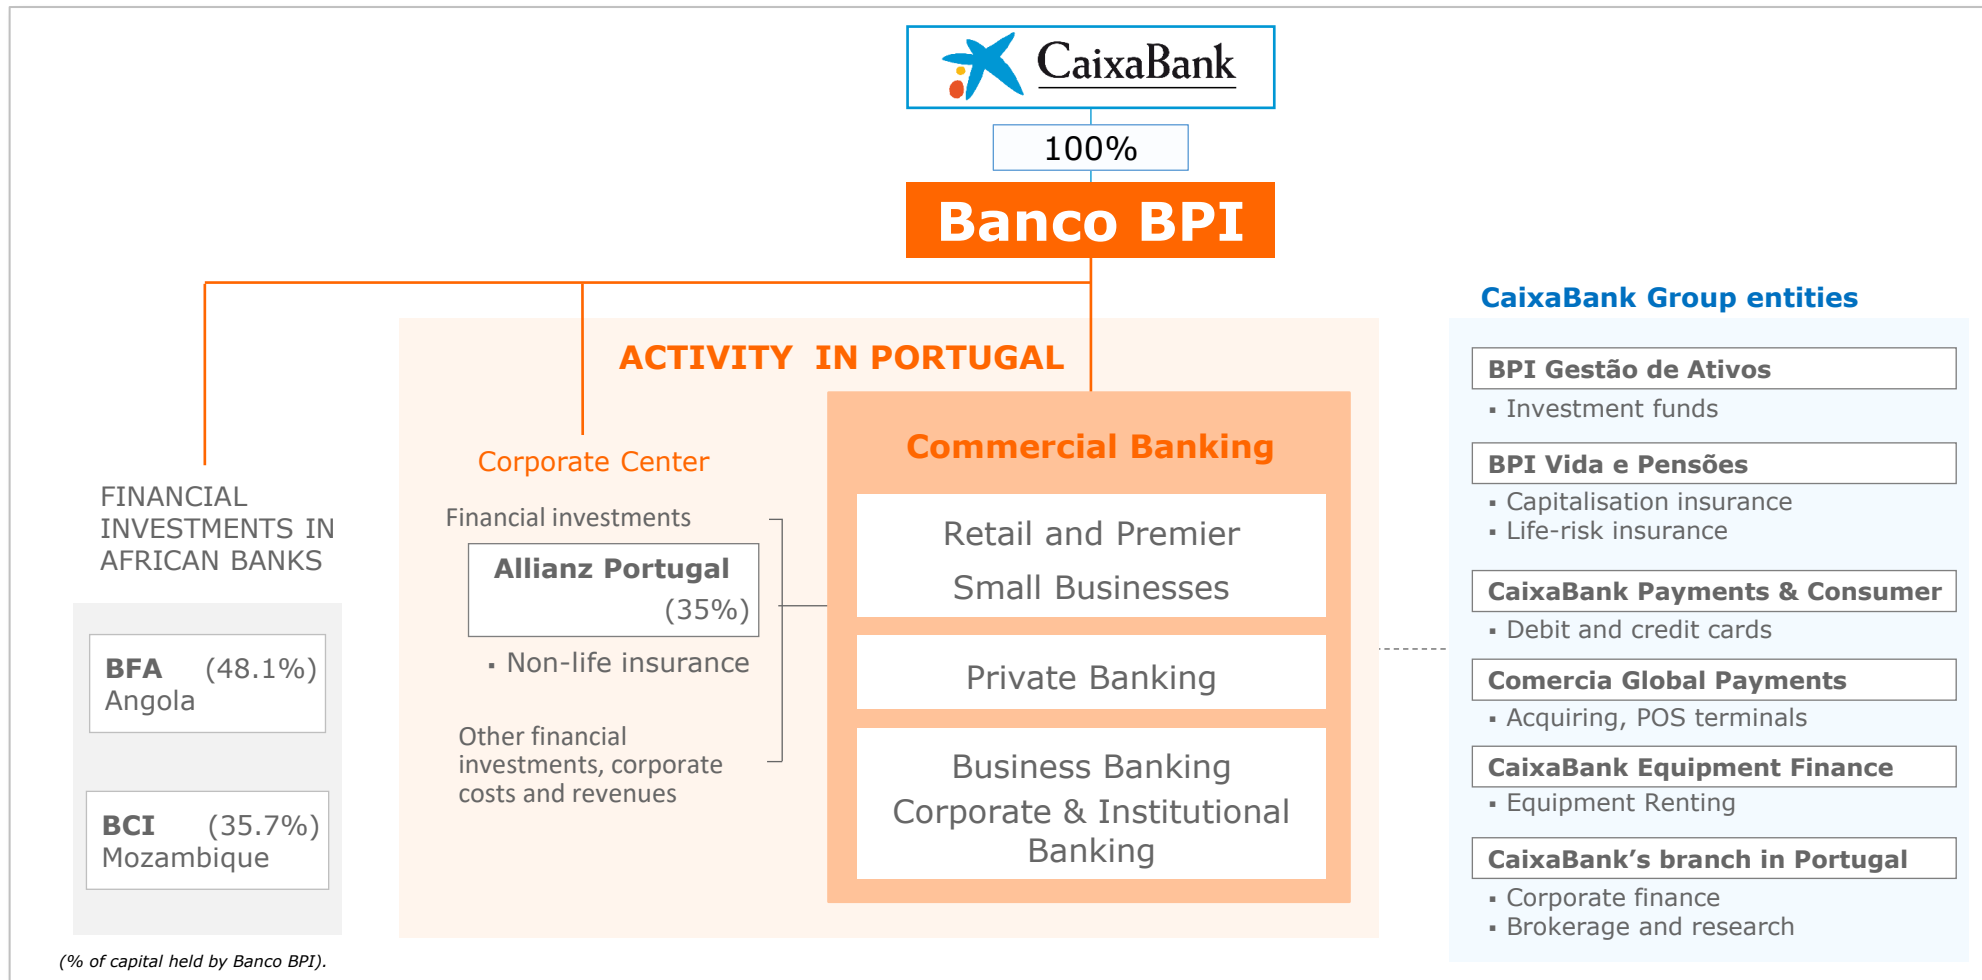 CaixaBank
100%
Banco BPI
FINANCIAL
INVESTMENTS IN
AFRICAN BANKS
BFA (48.1%)
Angola
BCI (35.7%)
Mozambique
(% of capital held by Banco BPI).
ACTIVITY IN PORTUGAL
Corporate Center
Financial investments
Allianz Portugal
(35%)
▪ Non-life insurance
Other financial
investments, corporate
costs and revenues
Commercial Banking
Retail and Premier
Small Businesses
Private Banking
Business Banking
Corporate & Institutional
Banking
CaixaBank Group entities
BPI Gestão de Ativos
▪ Investment funds
BPI Vida e Pensões
▪ Capitalisation insurance
▪ Life-risk insurance
CaixaBank Payments & Consumer
▪ Debit and credit cards
Comercia Global Payments
▪ Acquiring, POS terminals
CaixaBank Equipment Finance
▪ Equipment Renting
CaixaBank’s branch in Portugal
▪ Corporate finance
▪ Brokerage and research